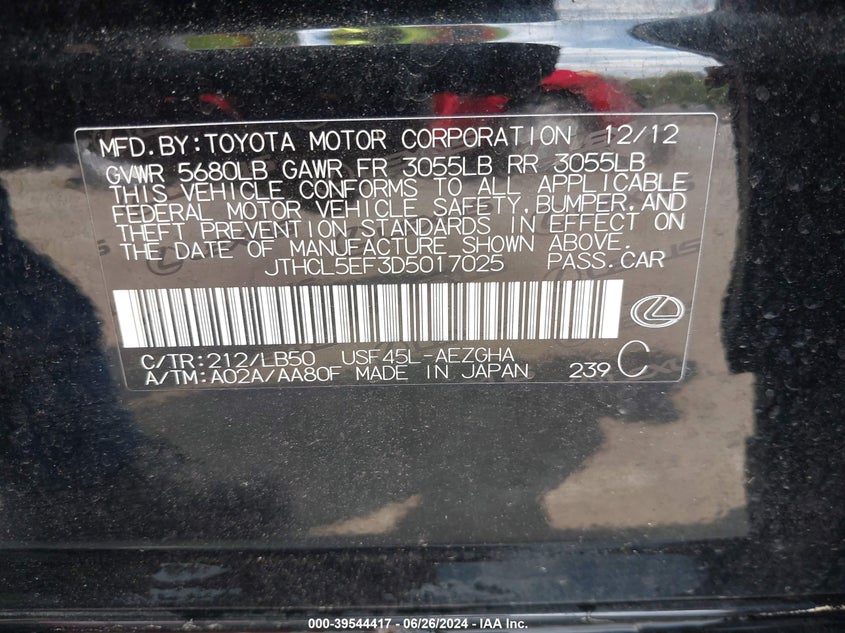 MFD.BY:TOYOTA MOTOR CORPORATION 12/12
GVWR 5680LB GAWR FR 3055LB RR 3055LB
THIS VEHICLE CONFORMS TO ALL APPLICABLE
FEDERAL MOTOR VEHICLE SAFETY,BUMPER,AND
THEFT PREVENTION STANDARDS IN EFFECT ON
THE DATE OF MANUFACTURE SHOWN ABOVE.
JTHCL5EF3D5017025 PASS.CAR
C/TR:212/LB50 USF45L-AEZGHA
A/TM:A02A/AA80F MADE IN JAPAN 239 C
000-39544417 - 06/26/2024 - © IAA, Inc.